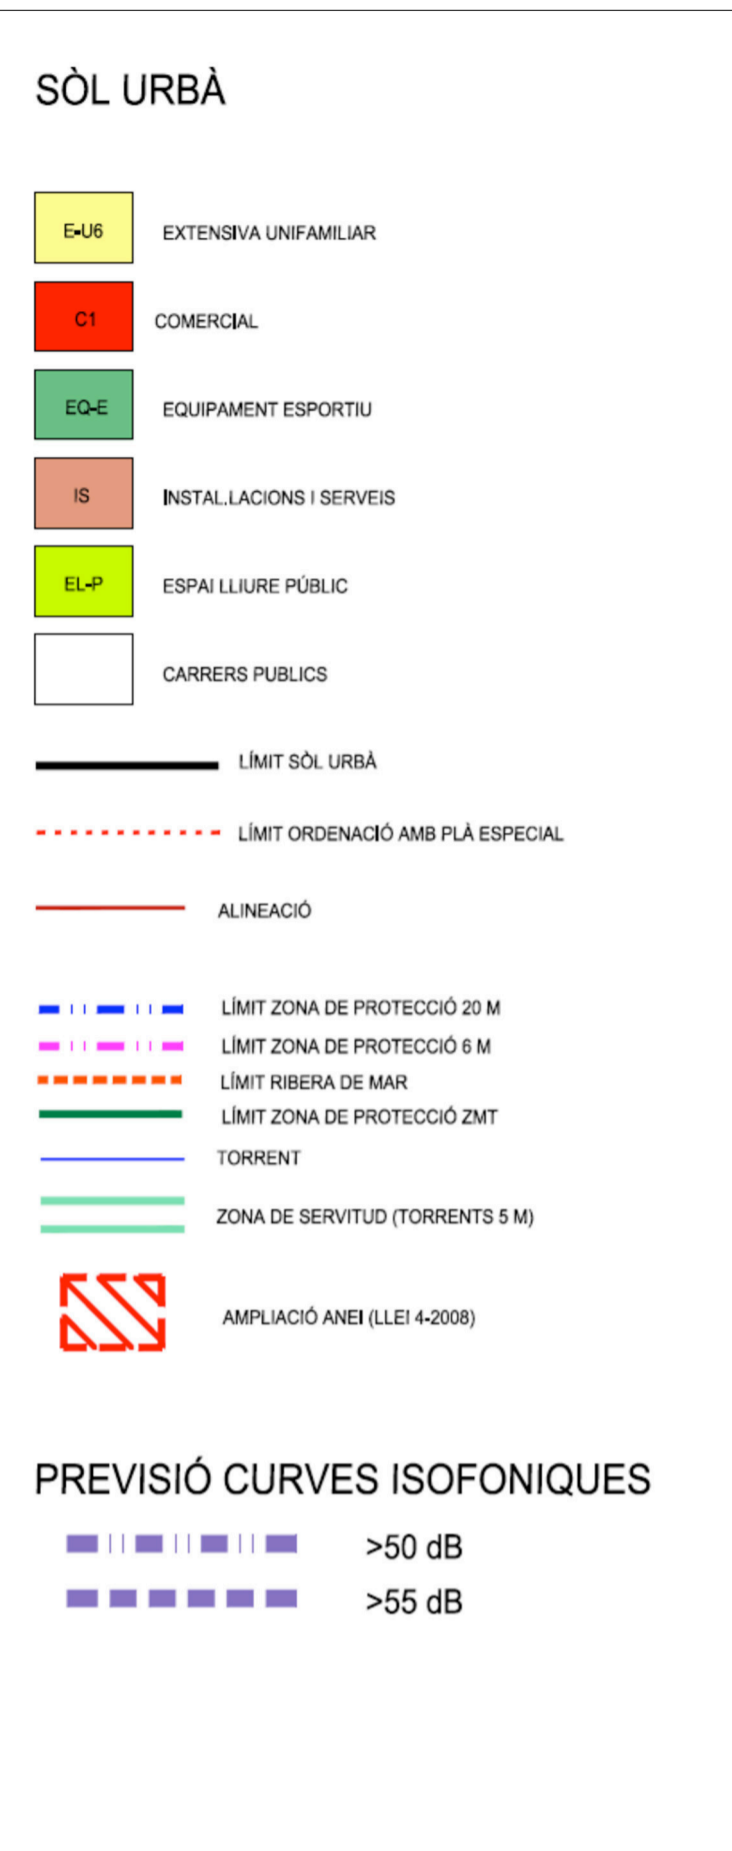 SÒL URBÀ
E-U6 EXTENSIVA UNIFAMILIAR
C1 COMERCIAL
EQ-E EQUIPAMENT ESPORTIU
IS INSTAL.LACIONS I SERVEIS
EL-P ESPAI LLIURE PÚBLIC
CARRERS PUBLICS
LÍMIT SÒL URBÀ
LÍMIT ORDENACIÓ AMB PLÀ ESPECIAL
ALINEACIÓ
LÍMIT ZONA DE PROTECCIÓ 20 M
LÍMIT ZONA DE PROTECCIÓ 6 M
LÍMIT RIBERA DE MAR
LÍMIT ZONA DE PROTECCIÓ ZMT
TORRENT
ZONA DE SERVITUD (TORRENTS 5 M)
AMPLIACIÓ ANEI (LLEI 4-2008)
PREVISIÓ CURVES ISOFONIQUES
>50 dB
>55 dB